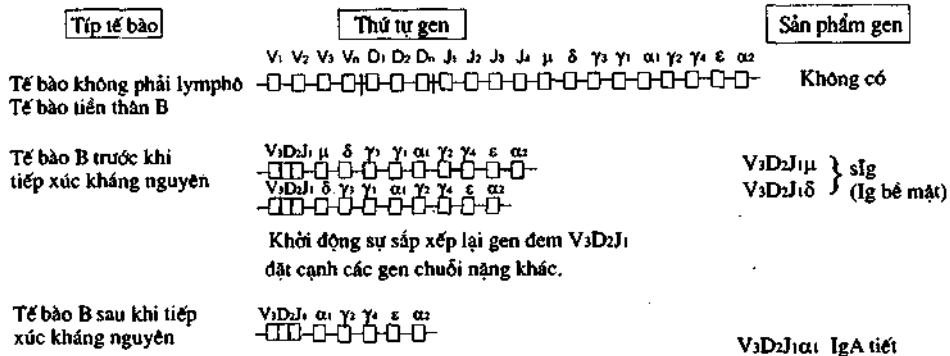 Típ tế bào
Thứ tự gen
Sản phẩm gen
V₁ V₂ V₃ Vₙ D₁ D₂ Dₙ J₁ J₂ J₃ J₄ μ δ γ₃ γ₁ α₁ γ₂ γ₄ ε α₂
Tế bào không phải lymphô
Không có
Tế bào tiền thân B
Tế bào B trước khi
tiếp xúc kháng nguyên
V₃D₂J₁ μ δ γ₃ γ₁ α₁ γ₂ γ₄ ε α₂
V₃D₂J₁ δ γ₃ γ₁ α₁ γ₂ γ₄ ε α₂
V₃D₂J₁μ
V₃D₂J₁δ
sIg
(Ig bề mặt)
Khởi động sự sắp xếp lại gen đem V₃D₂J₁
đặt cạnh các gen chuỗi nặng khác.
Tế bào B sau khi tiếp
xúc kháng nguyên
V₃D₂J₁ α₁ γ₂ γ₄ ε α₂
V₃D₂J₁α₁ IgA tiết